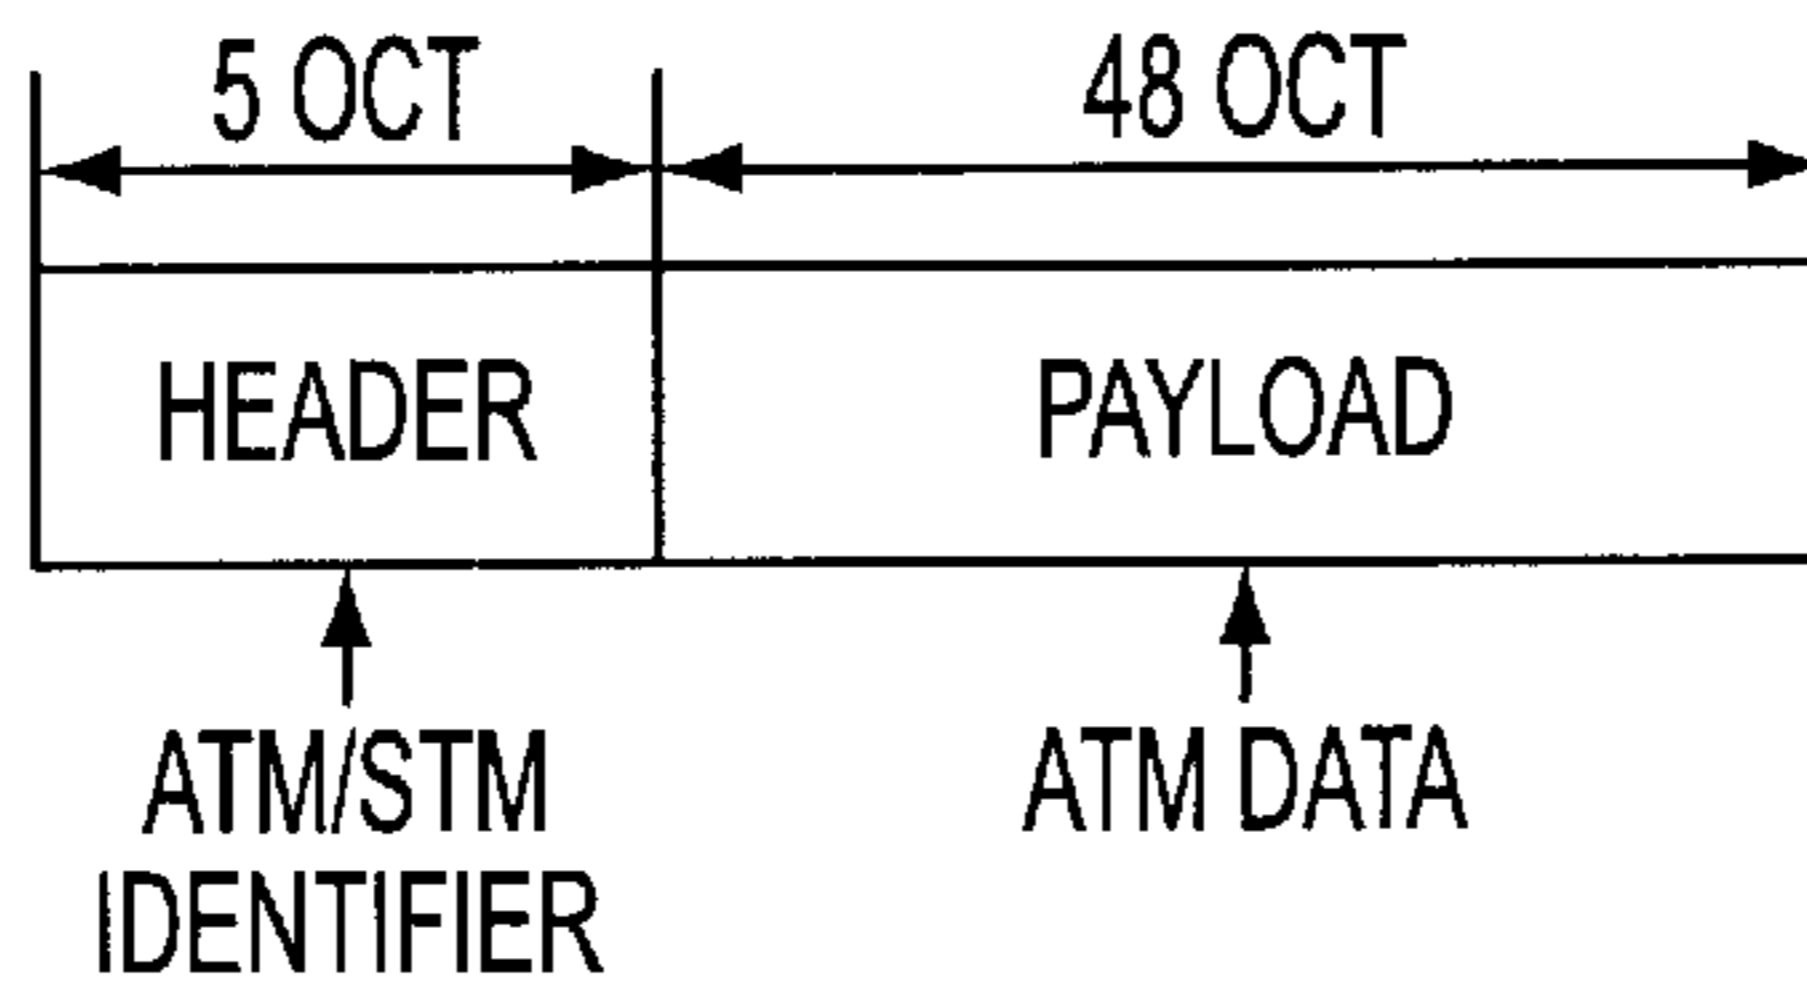 5 OCT
48 OCT
HEADER
PAYLOAD
ATM/STM
IDENTIFIER
ATM DATA